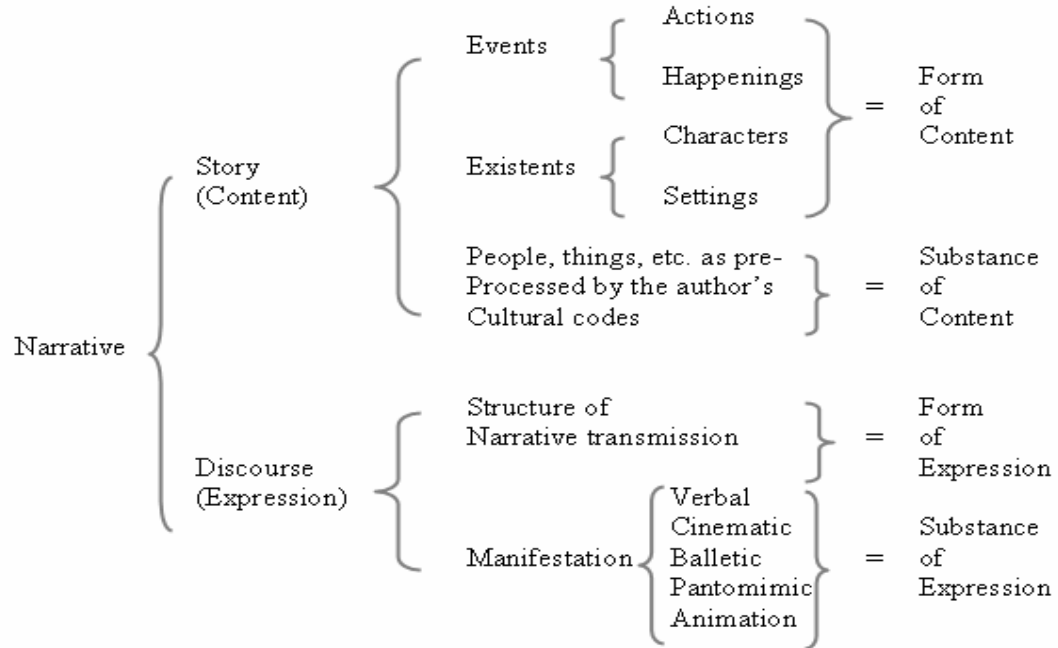 Actions
Events
Happenings
=
Form
of
Content
Characters
Story
(Content)
Existents
Settings
People, things, etc. as pre-
Processed by the author's
Cultural codes
=
Substance
of
Content
Narrative
Structure of
Narrative transmission
=
Form
of
Expression
Discourse
(Expression)
Manifestation
Verbal
Cinematic
Balletic
Pantomimic
Animation
=
Substance
of
Expression